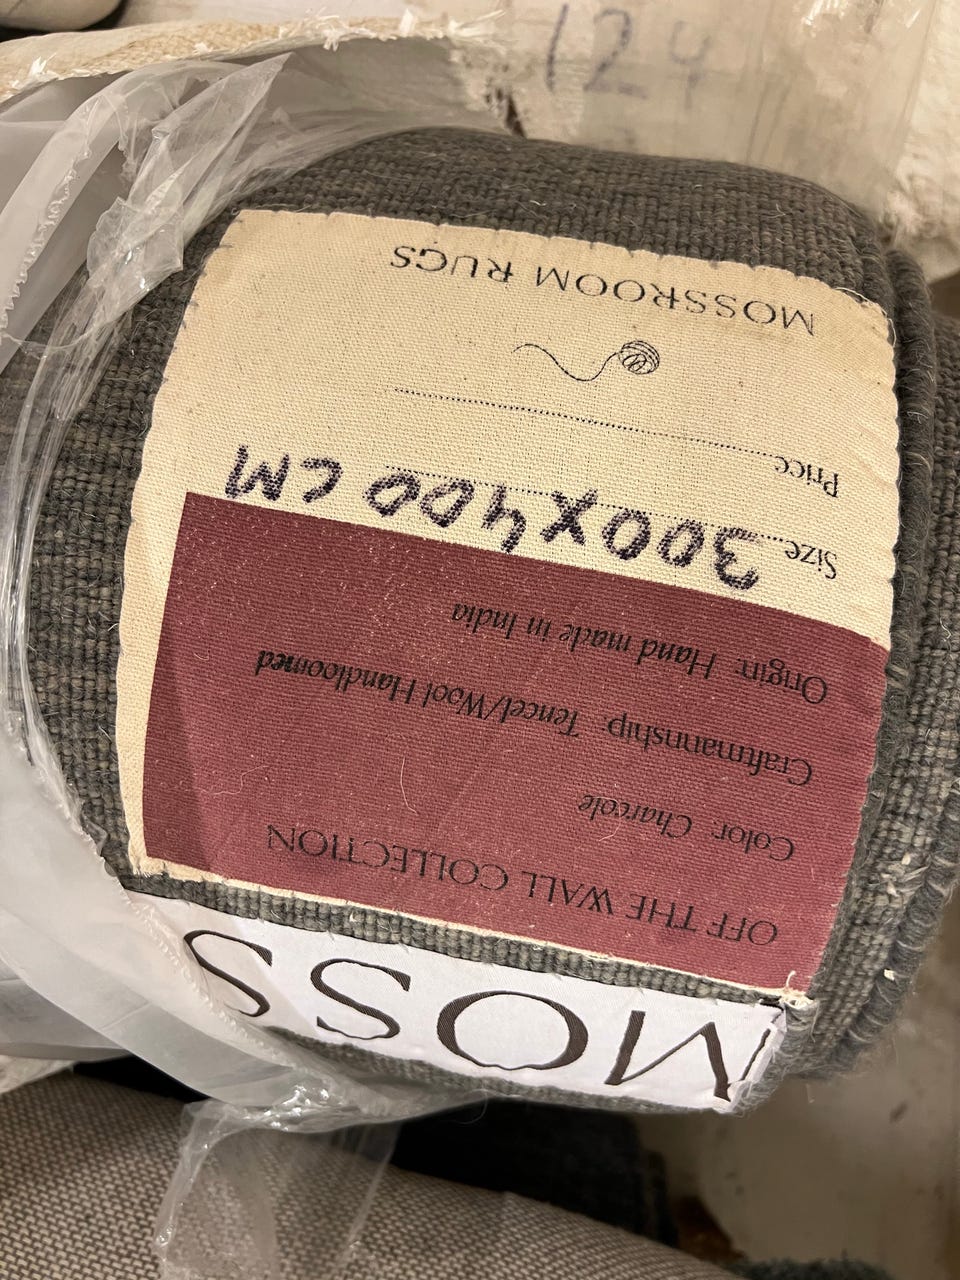 124
MOSS
OFF THE WALL COLLECTION
Color: Charcole
Craftmannship: Tencel/Wool Handloomed
Origin: Hand made in India
Size 300X400 CM
Price
MOSSROOM RUGS